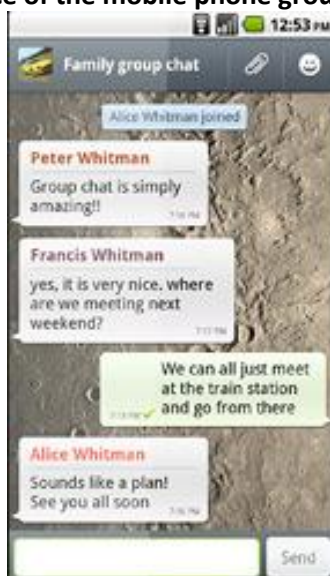 of the mobile phone grou
12:53 PM
Family group chat
Alice Whitman joined
Peter Whitman
Group chat is simply
amazing!!
Francis Whitman
yes, it is very nice. where
are we meeting next
weekend?
We can all just meet
at the train station
and go from there
Alice Whitman
Sounds like a plan!
See you all soon
Send